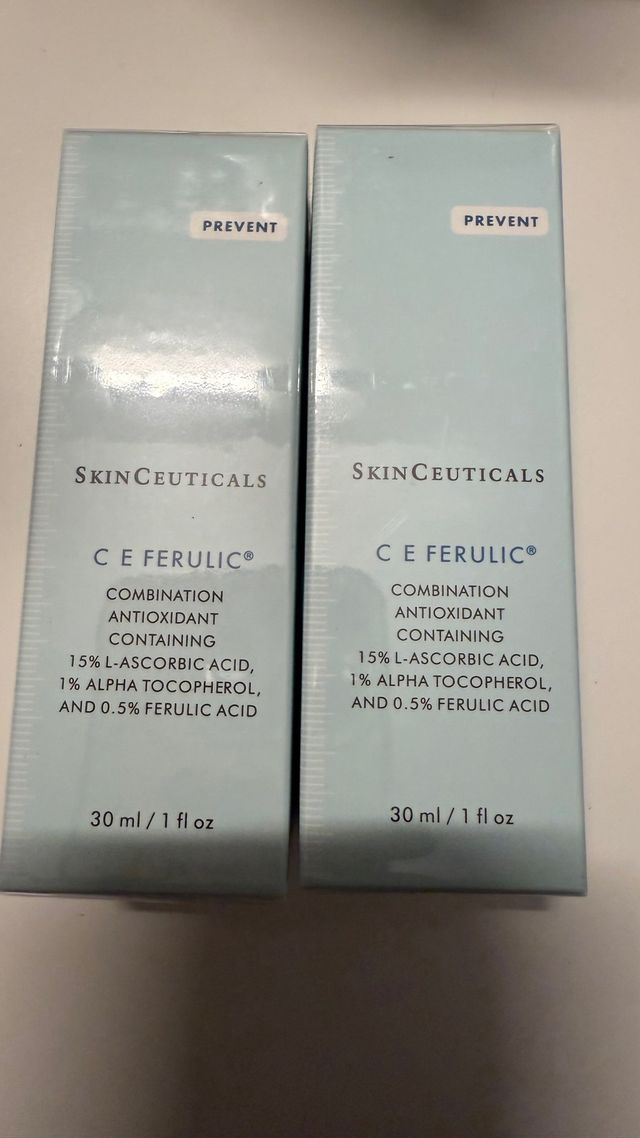 PREVENT
SKINCEUTICALS
C E FERULIC®
COMBINATION
ANTIOXIDANT
CONTAINING
15% L-ASCORBIC ACID,
1% ALPHA TOCOPHEROL,
AND 0.5% FERULIC ACID
30 ml / 1 fl oz
PREVENT
SKINCEUTICALS
C E FERULIC®
COMBINATION
ANTIOXIDANT
CONTAINING
15% L-ASCORBIC ACID,
1% ALPHA TOCOPHEROL,
AND 0.5% FERULIC ACID
30 ml / 1 fl oz